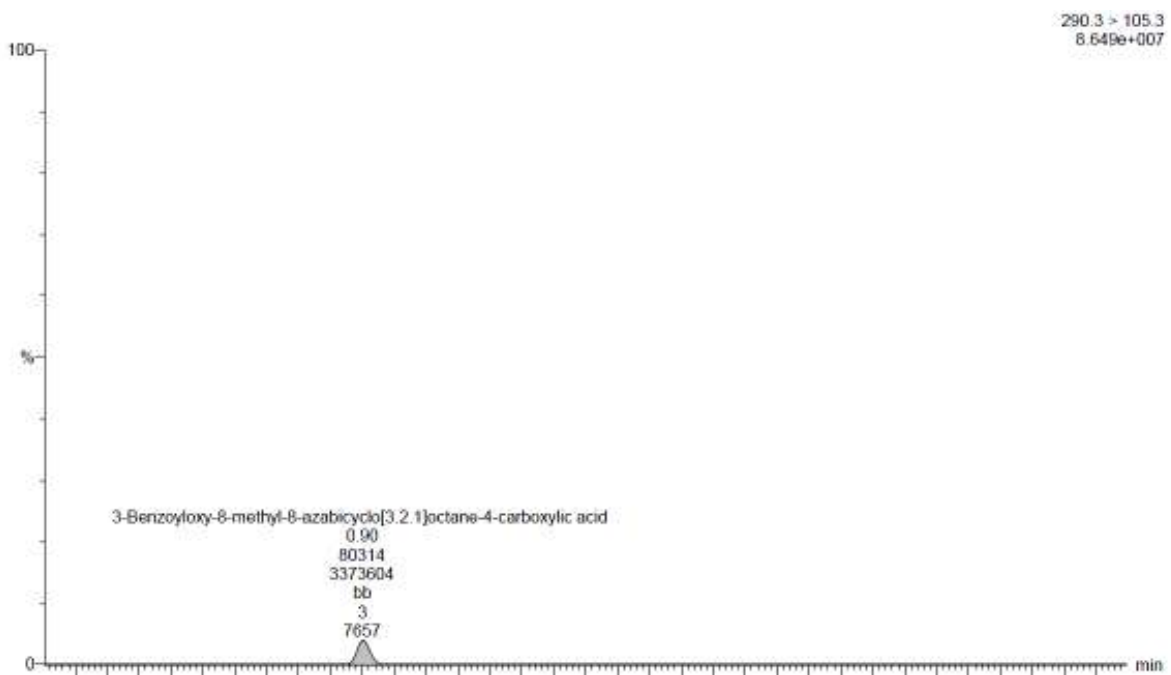 290.3 > 105.3
8.649e+007
100
%
3-Benzoyloxy-8-methyl-8-azabicyclo[3.2.1]octane-4-carboxylic acid
0.90
80314
3373604
bb
3
7657
0
min